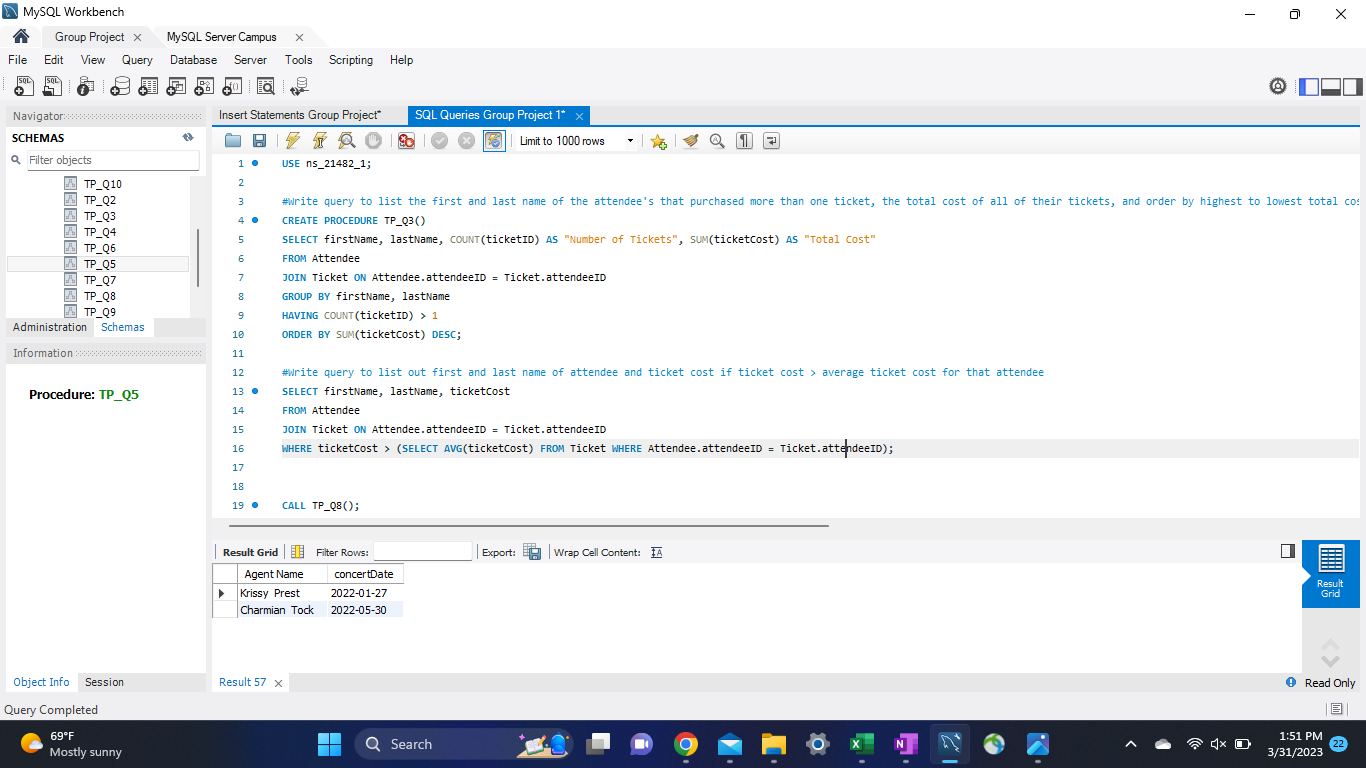 MySQL Workbench
Group Project
MySQL Server Campus
File Edit View Query Database Server Tools Scripting Help
Navigator
SCHEMAS
Filter objects
TP_Q10
TP_Q2
TP_Q3
TP_Q4
TP_Q6
TP_Q5
TP_Q7
TP_Q8
TP_Q9
Administration Schemas
Information
Procedure: TP_Q5
Object Info Session
Insert Statements Group Project*
SQL Queries Group Project 1*
Limit to 1000 rows
1 USE ns_21482_1;
2
3 #Write query to list the first and last name of the attendee's that purchased more than one ticket, the total cost of all of their tickets, and order by highest to lowest total cos
4 CREATE PROCEDURE TP_Q3()
5 SELECT firstName, lastName, COUNT(ticketID) AS "Number of Tickets", SUM(ticketCost) AS "Total Cost"
6 FROM Attendee
7 JOIN Ticket ON Attendee.attendeeID = Ticket.attendeeID
8 GROUP BY firstName, lastName
9 HAVING COUNT(ticketID) > 1
10 ORDER BY SUM(ticketCost) DESC;
11
12 #Write query to list out first and last name of attendee and ticket cost if ticket cost > average ticket cost for that attendee
13 SELECT firstName, lastName, ticketCost
14 FROM Attendee
15 JOIN Ticket ON Attendee.attendeeID = Ticket.attendeeID
16 WHERE ticketCost > (SELECT AVG(ticketCost) FROM Ticket WHERE Attendee.attendeeID = Ticket.attendeeID);
17
18
19 CALL TP_Q8();
Result Grid Filter Rows: Export: Wrap Cell Content:
Agent Name concertDate
Krissy Prest 2022-01-27
Charmian Tock 2022-05-30
Result Grid
Result 57
Read Only
Query Completed
69°F
Mostly sunny
Search
1:51 PM
3/31/2023
22